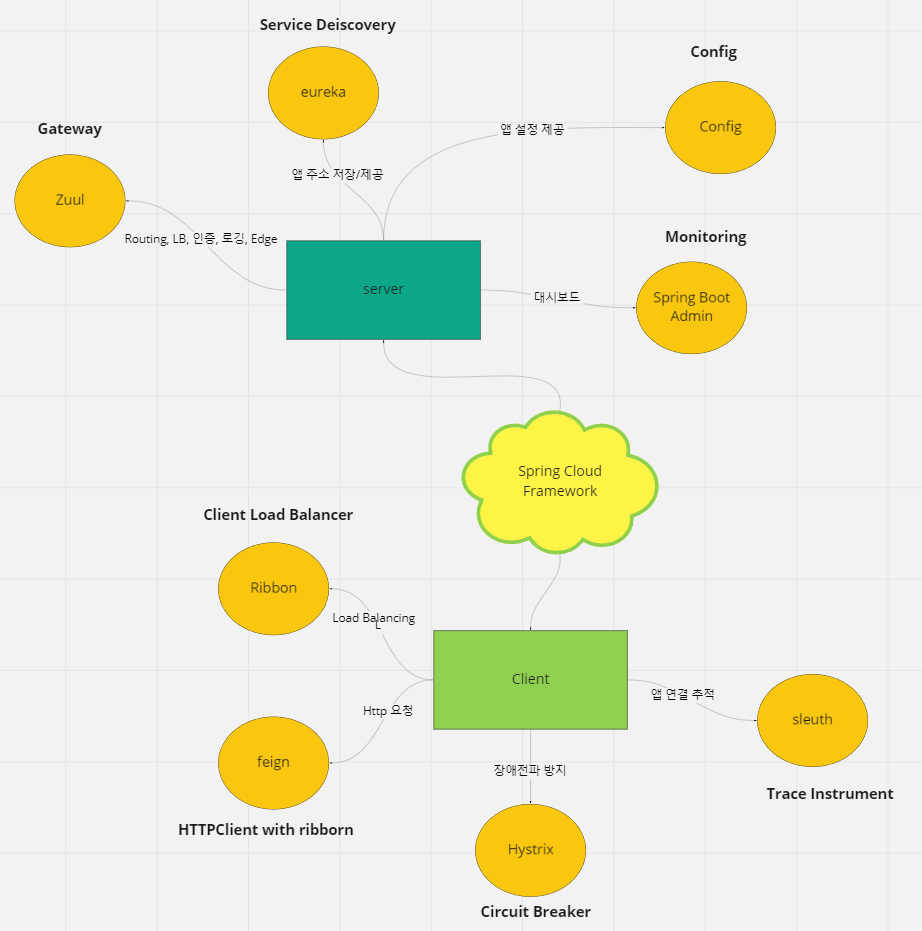 Service Deiscovery
eureka
Config
Config
Gateway
Zuul
앱 설정 제공
앱 주소 저장/제공
Routing, LB, 인증, 로깅, Edge
server
Monitoring
Spring Boot
Admin
대시보드
Spring Cloud
Framework
Client Load Balancer
Ribbon
Load Balancing
L
Client
Http 요청
feign
HTTPClient with ribborn
앱 연결 추적
sleuth
Trace Instrument
장애전파 방지
Hystrix
Circuit Breaker